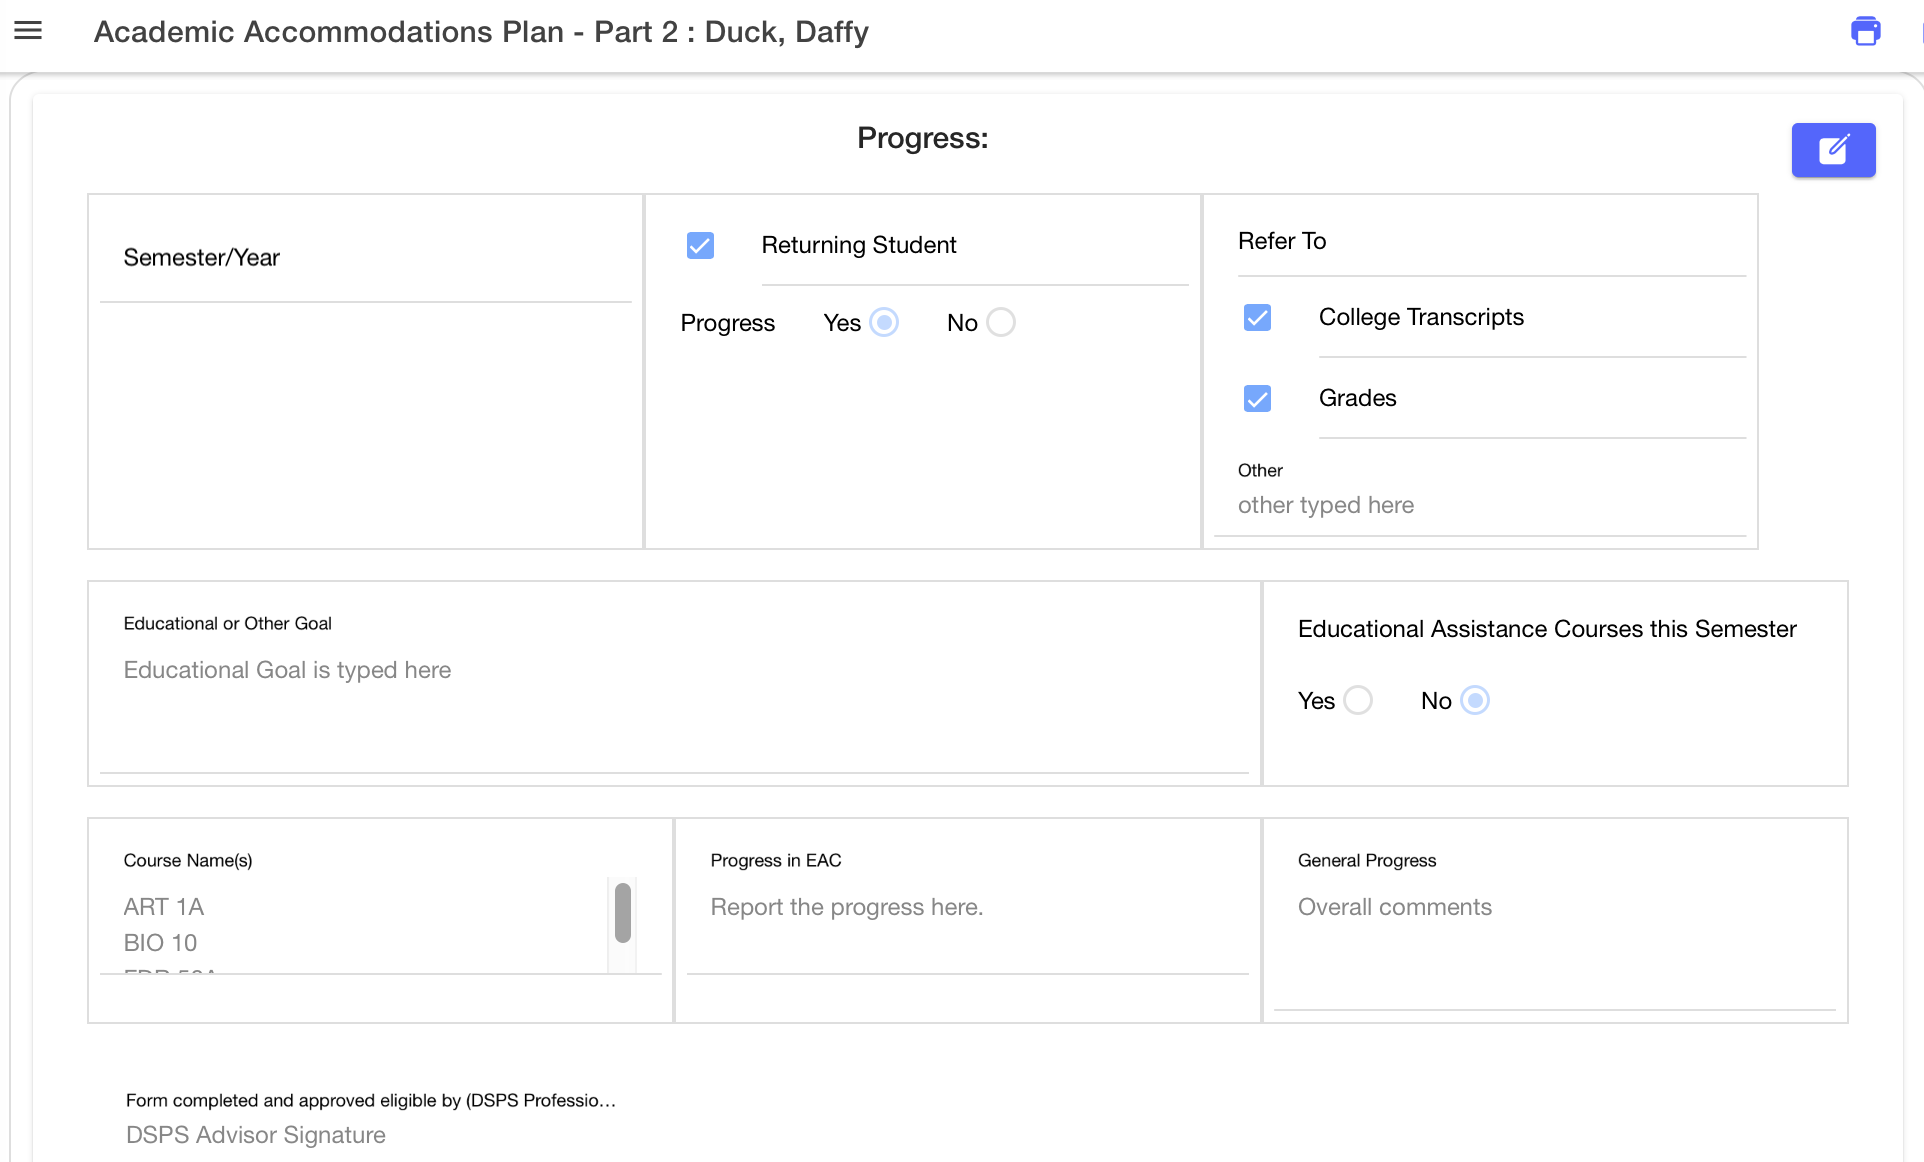 Academic Accommodations Plan - Part 2 : Duck, Daffy
Progress:
Semester/Year
Returning Student
Progress Yes No
Refer To
College Transcripts
Grades
Other
other typed here
Educational or Other Goal
Educational Goal is typed here
Educational Assistance Courses this Semester
Yes No
Course Name(s)
ART 1A
BIO 10
Progress in EAC
Report the progress here.
General Progress
Overall comments
Form completed and approved eligible by (DSPS Professio...
DSPS Advisor Signature